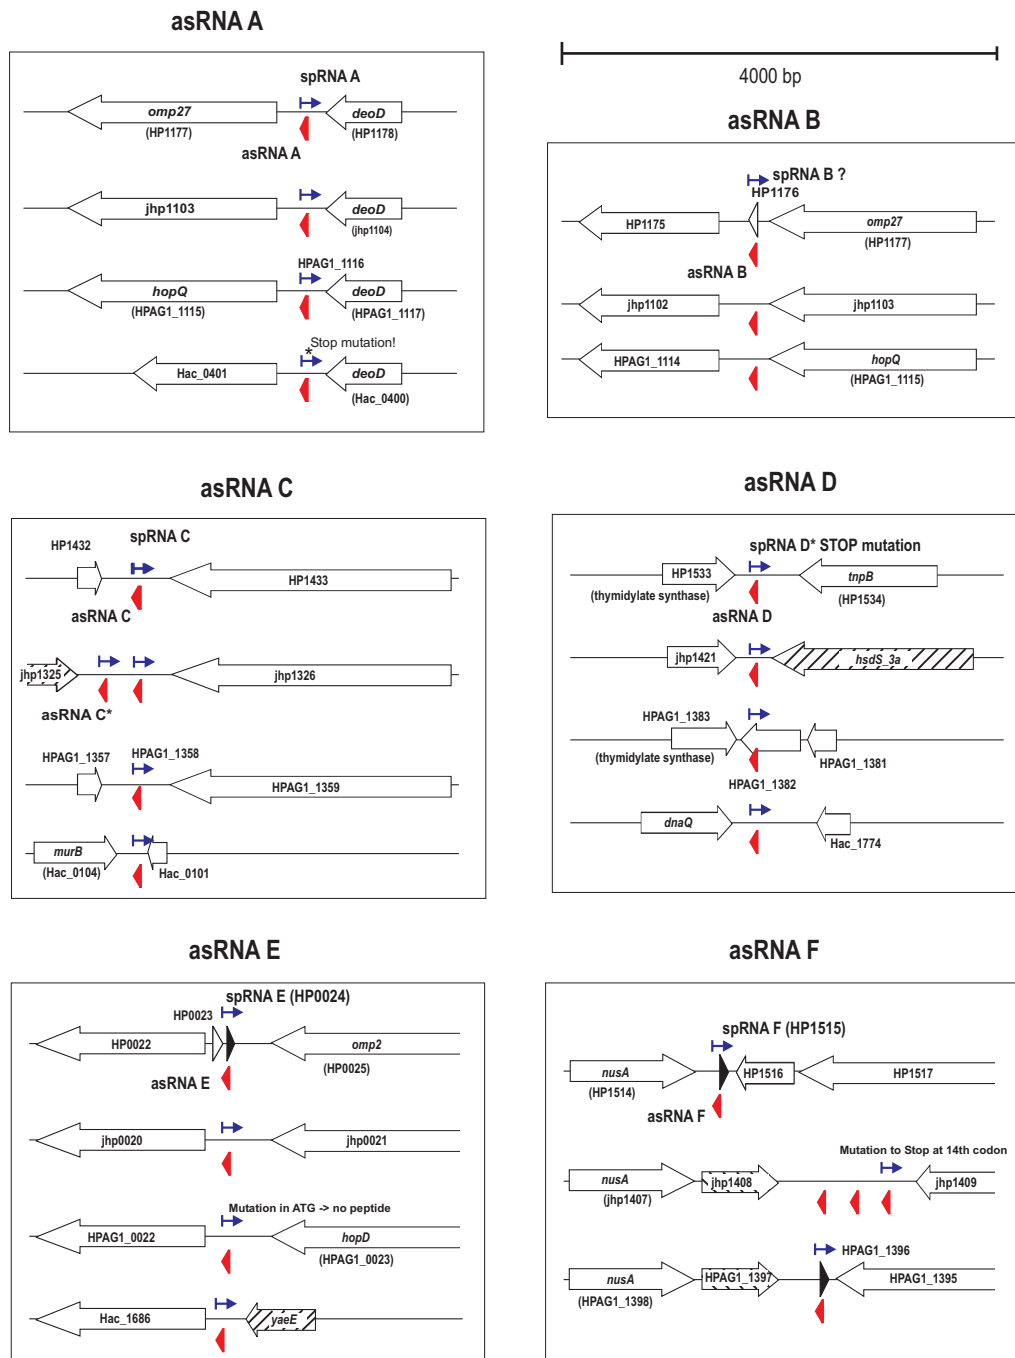 asRNA A
spRNA A
omp27
deoD
(HP1177)
(HP1178)
asRNA A
jhp1103
deoD
(jhp1104)
HPAG1_1116
hopQ
deoD
(HPAG1_1115)
(HPAG1_1117)
*Stop mutation!
Hac_0401
deoD
(Hac_0400)
4000 bp
asRNA B
spRNA B ?
HP1176
HP1175
omp27
(HP1177)
asRNA B
jhp1102
jhp1103
HPAG1_1114
hopQ
(HPAG1_1115)
asRNA C
spRNA C
HP1432
HP1433
asRNA C
jhp1325
jhp1326
asRNA C*
HPAG1_1357
HPAG1_1358
HPAG1_1359
murB
(Hac_0104)
Hac_0101
asRNA D
spRNA D* STOP mutation
HP1533
tnpB
(thymidylate synthase)
(HP1534)
asRNA D
jhp1421
hsdS_3a
HPAG1_1383
(thymidylate synthase)
HPAG1_1381
HPAG1_1382
dnaQ
Hac_1774
asRNA E
spRNA E (HP0024)
HP0023
HP0022
omp2
(HP0025)
asRNA E
jhp0020
jhp0021
Mutation in ATG -> no peptide
HPAG1_0022
hopD
(HPAG1_0023)
Hac_1686
yaeE
asRNA F
spRNA F (HP1515)
nusA
HP1516
HP1517
(HP1514)
asRNA F
Mutation to Stop at 14th codon
nusA
jhp1408
jhp1409
(jhp1407)
HPAG1_1396
nusA
HPAG1_1397
HPAG1_1395
(HPAG1_1398)